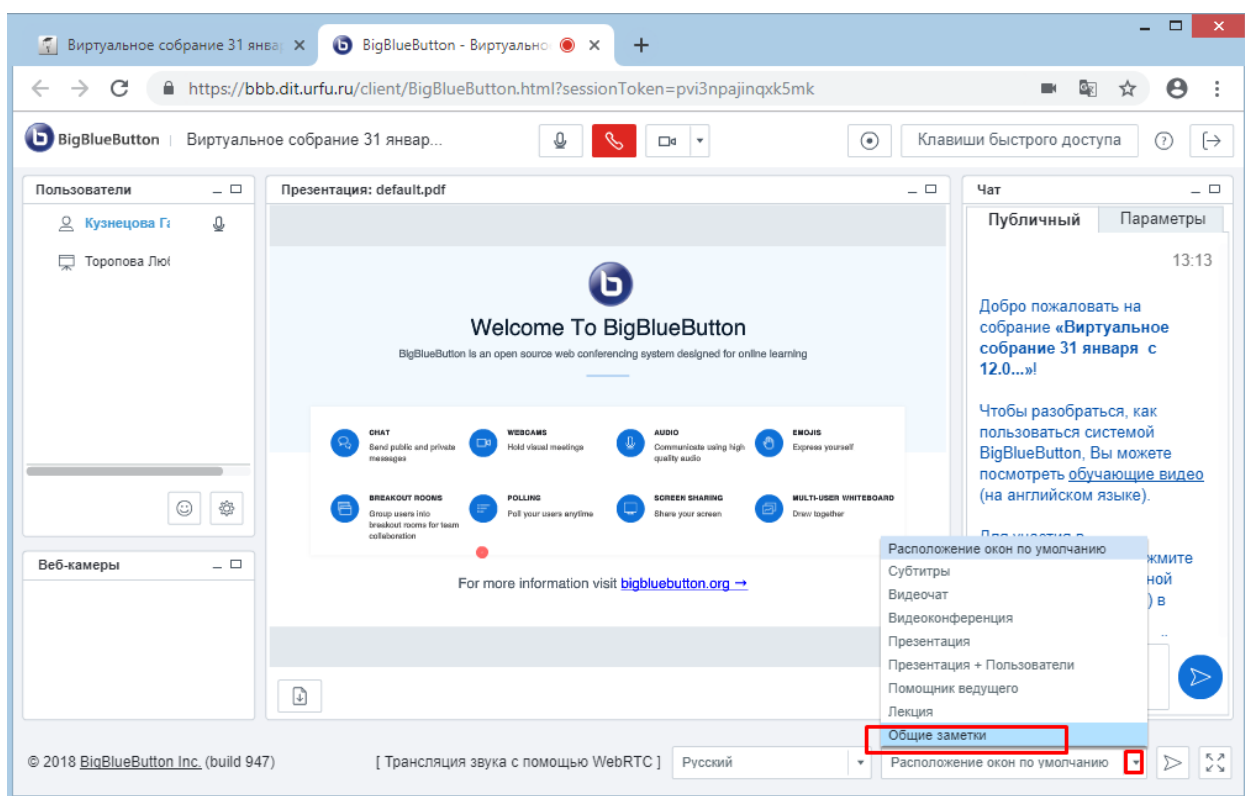 Виртуальное собрание 31 янва
BigBlueButton - Виртуально
https://bbb.dit.urfu.ru/client/BigBlueButton.html?sessionToken=pvi3npajinqxk5mk
BigBlueButton
Виртуальное собрание 31 январ...
Клавиши быстрого доступа
Пользователи
Кузнецова Га
Торопова Лю
Веб-камеры
Презентация: default.pdf
Welcome To BigBlueButton
BigBlueButton is an open source web conferencing system designed for online learning
CHAT
Send public and private
messages
WEBCAMS
Hold visual meetings
AUDIO
Communicate using high
quality audio
EMOJIS
Express yourself
BREAKOUT ROOMS
Group users into
breakout rooms for team
collaboration
POLLING
Poll your users anytime
SCREEN SHARING
Share your screen
MULTI-USER WHITEBOARD
Draw together
For more information visit bigbluebutton.org →
Чат
Публичный
Параметры
13:13
Добро пожаловать на
собрание «Виртуальное
собрание 31 января с
12.0...»!
Чтобы разобраться, как
пользоваться системой
BigBlueButton, Вы можете
посмотреть обучающие видео
(на английском языке).
Для участия в
жмите
ной
) в
Расположение окон по умолчанию
Субтитры
Видеочат
Видеоконференция
Презентация
Презентация + Пользователи
Помощник ведущего
Лекция
Общие заметки
© 2018 BigBlueButton Inc. (build 947)
[ Трансляция звука с помощью WebRTC ]
Русский
Расположение окон по умолчанию